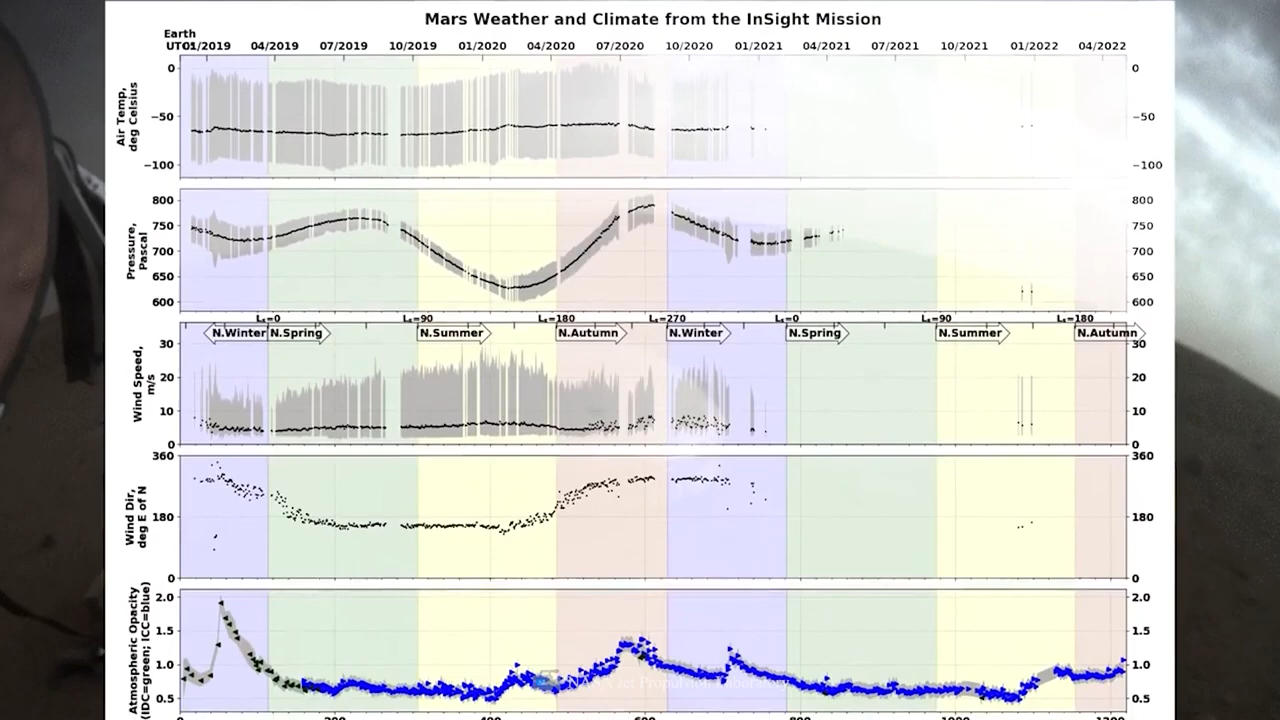 Mars Weather and Climate from the InSight Mission
Earth
UTC 01/2019 04/2019 07/2019 10/2019 01/2020 04/2020 07/2020 10/2020 01/2021 04/2021 07/2021 10/2021 01/2022 04/2022
Air Temp,
deg Celsius
0 0
−50 −50
−100 −100
Pressure,
Pascal
800 800
750 750
700 700
650 650
600 600
Ls=0 Ls=90 Ls=180 Ls=270 Ls=0 Ls=90 Ls=180
N.Winter N.Spring N.Summer N.Autumn N.Winter N.Spring N.Summer N.Autumn
Wind Speed,
m/s
30 30
20 20
10 10
0 0
Wind Dir,
deg E of N
360 360
180 180
0 0
Atmospheric Opacity
(IDC=green; ICC=blue)
2.0 2.0
1.5 1.5
1.0 1.0
0.5 0.5
0 200 400 600 800 1000 1200